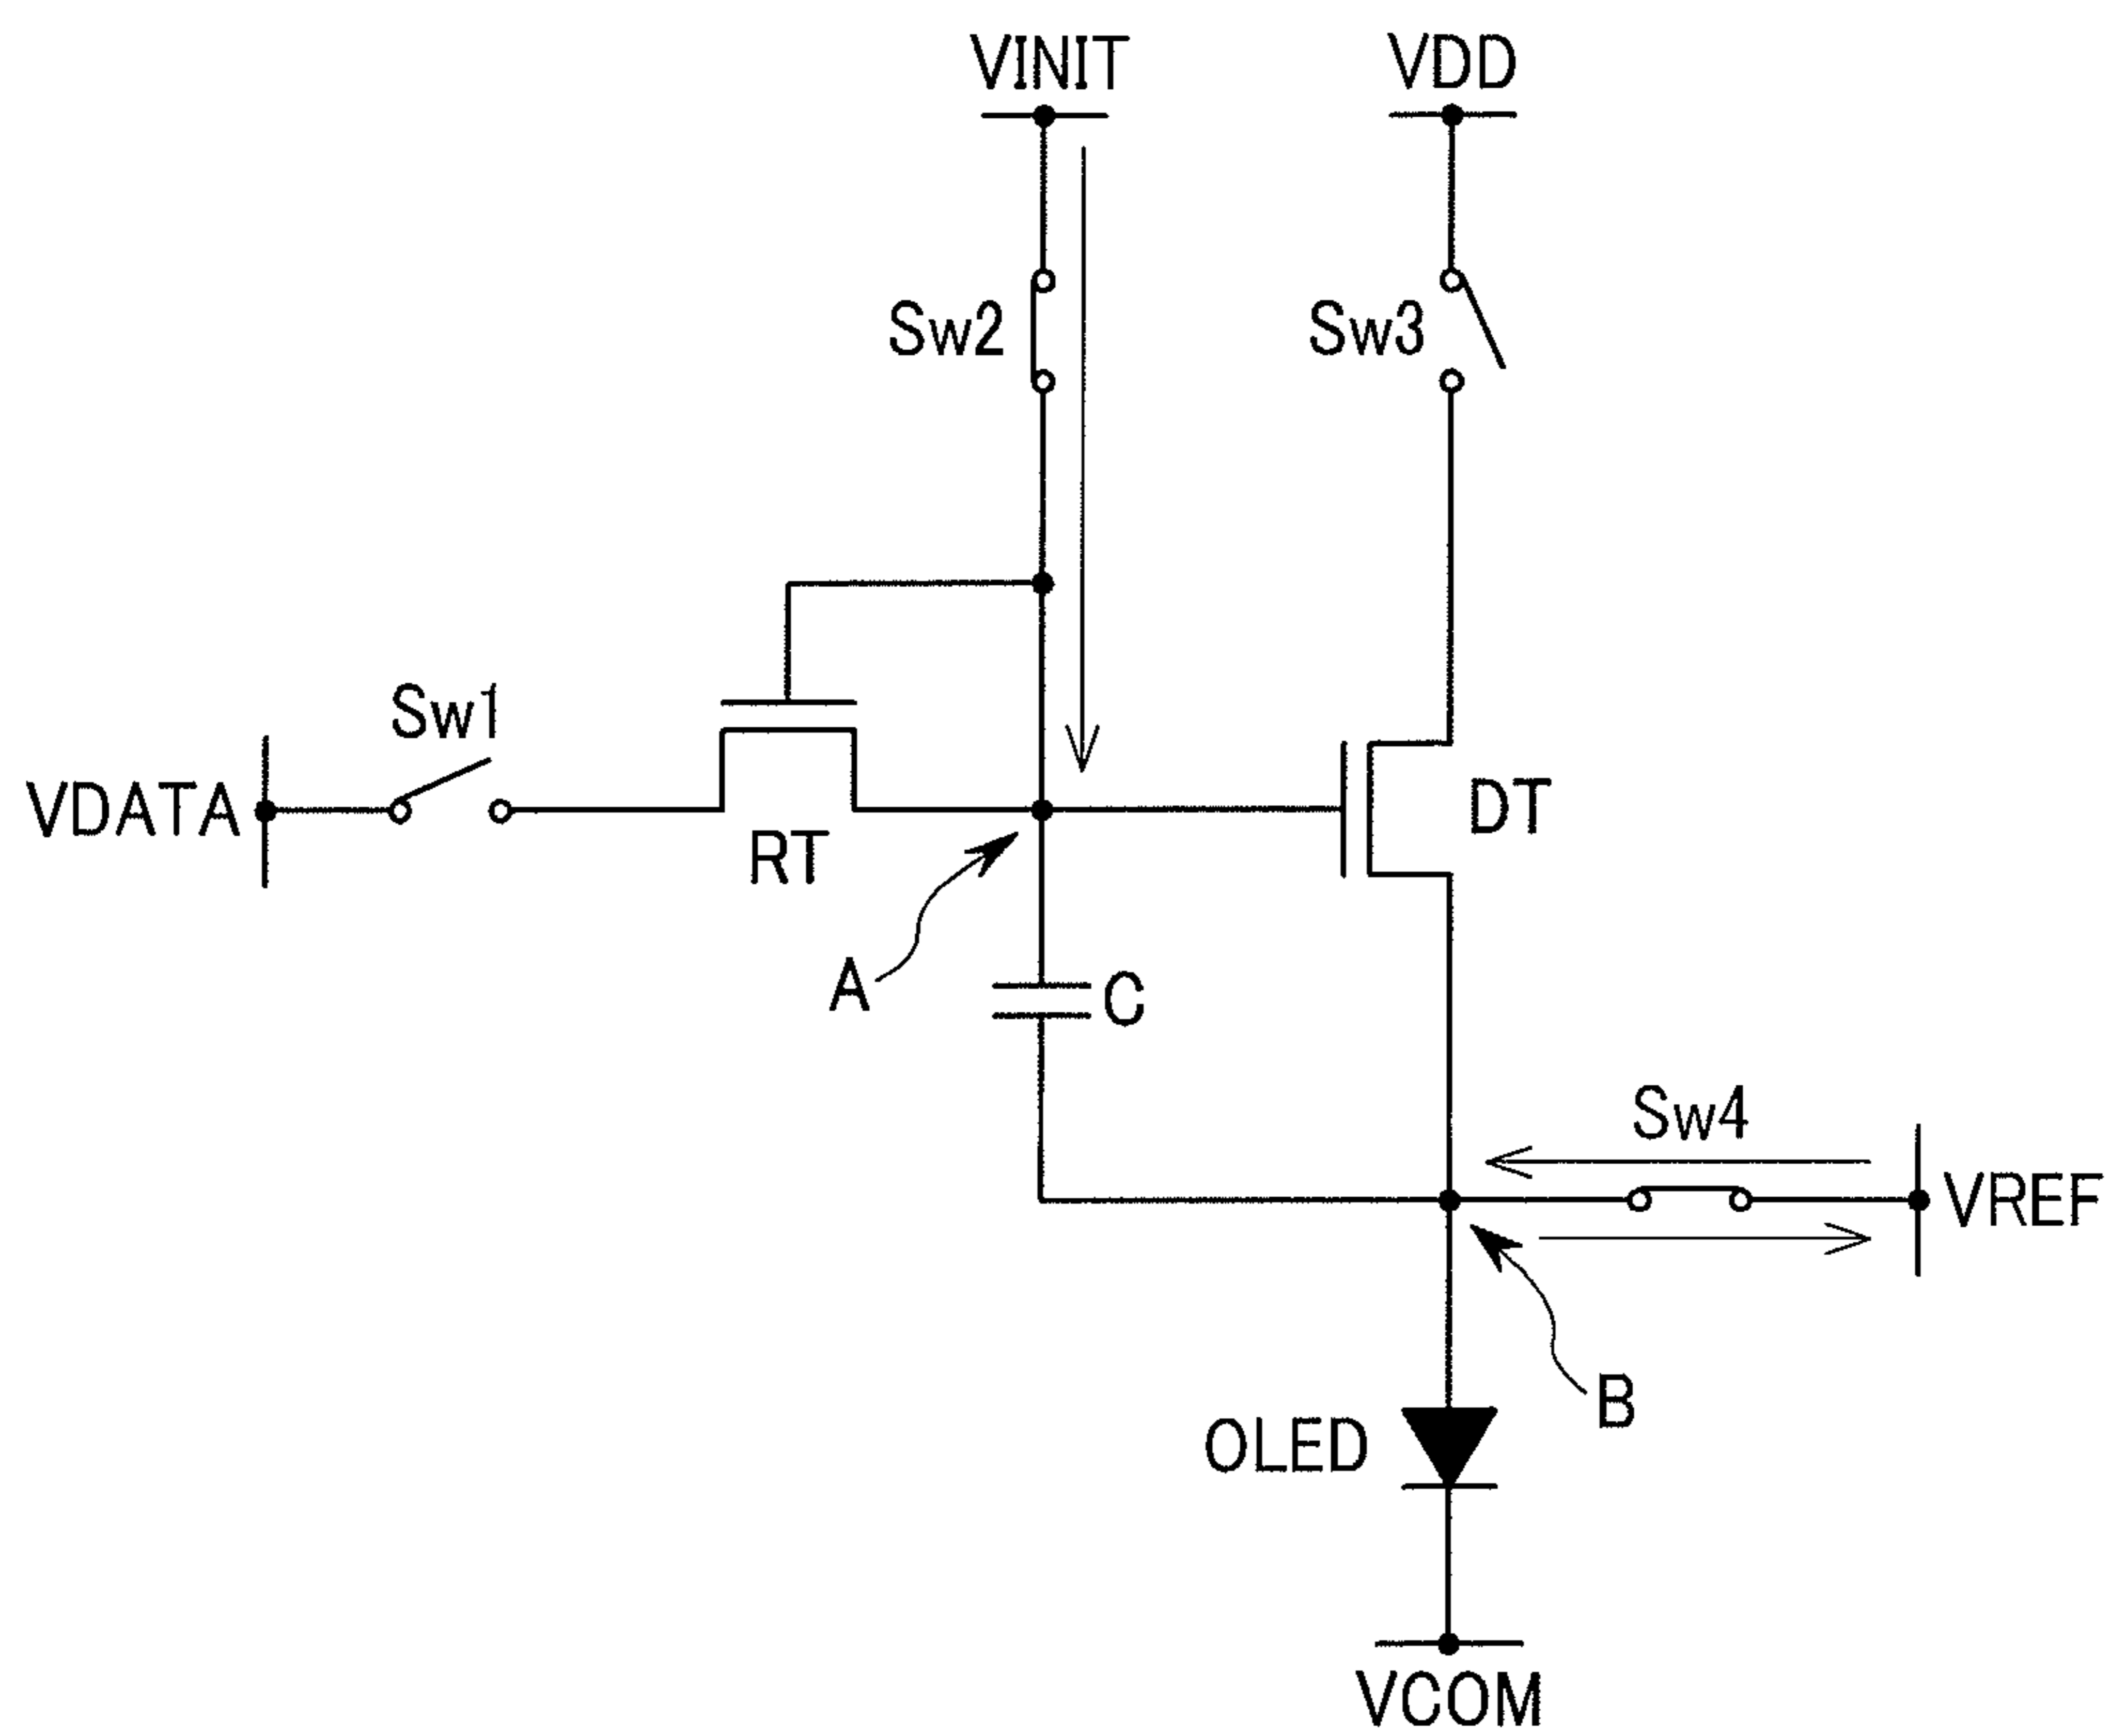 VINIT
VDD
Sw2
Sw3
Sw1
VDATA
DT
RT
A
C
Sw4
VREF
B
OLED
VCOM